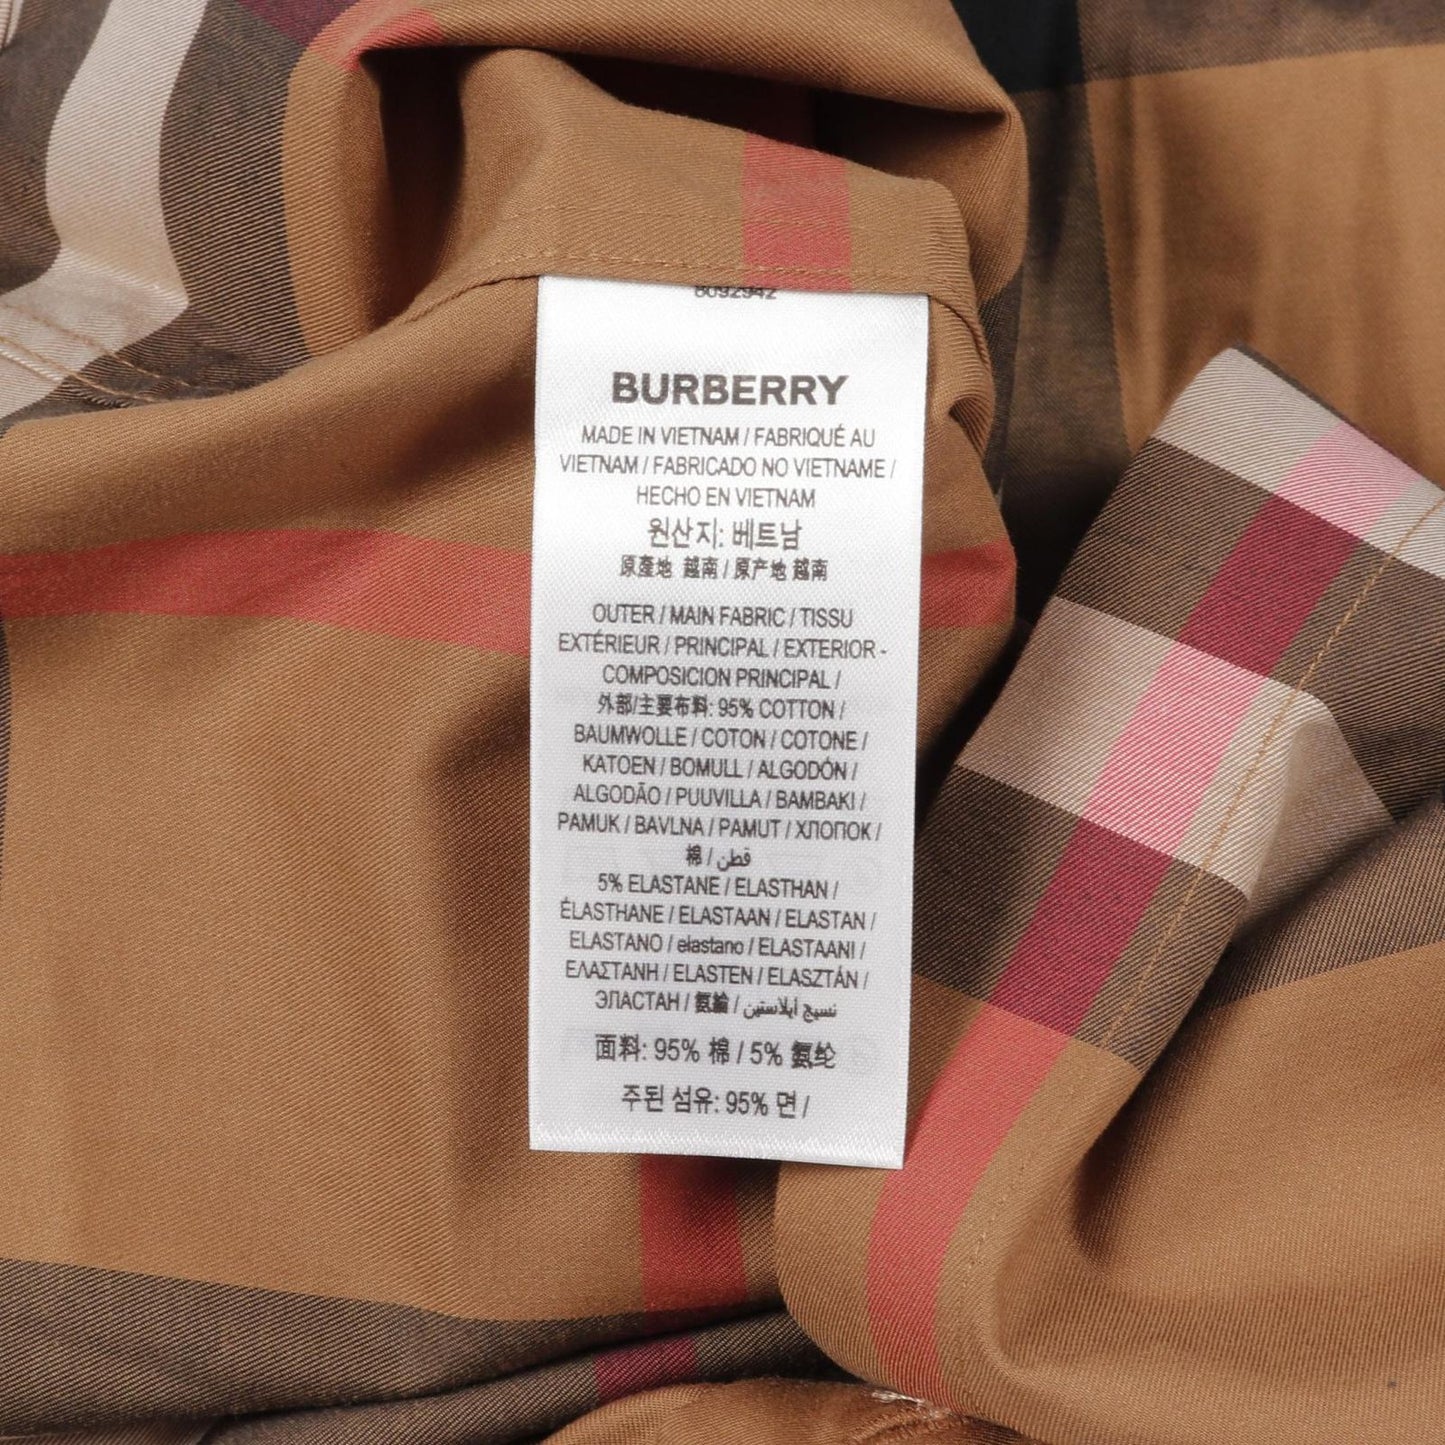 8092942
BURBERRY
MADE IN VIETNAM / FABRIQUÉ AU
VIETNAM / FABRICADO NO VIETNAME /
HECHO EN VIETNAM
원산지: 베트남
原產地 越南 / 原产地 越南
OUTER / MAIN FABRIC / TISSU
EXTÉRIEUR / PRINCIPAL / EXTERIOR -
COMPOSICION PRINCIPAL /
外部/主要布料: 95% COTTON /
BAUMWOLLE / COTON / COTONE /
KATOEN / BOMULL / ALGODÓN /
ALGODÃO / PUUVILLA / BAMBAKI /
PAMUK / BAVLNA / PAMUT / ХЛОПОК /
棉 / قطن
5% ELASTANE / ELASTHAN /
ÉLASTHANE / ELASTAAN / ELASTAN /
ELASTANO / elastano / ELASTAANI /
ΕΛΑΣΤΑΝΗ / ELASTEN / ELASZTÁN /
ЭЛАСТАН / 氨綸 / نسيج إيلاستين
面料: 95% 棉 / 5% 氨纶
주된 섬유: 95% 면 /